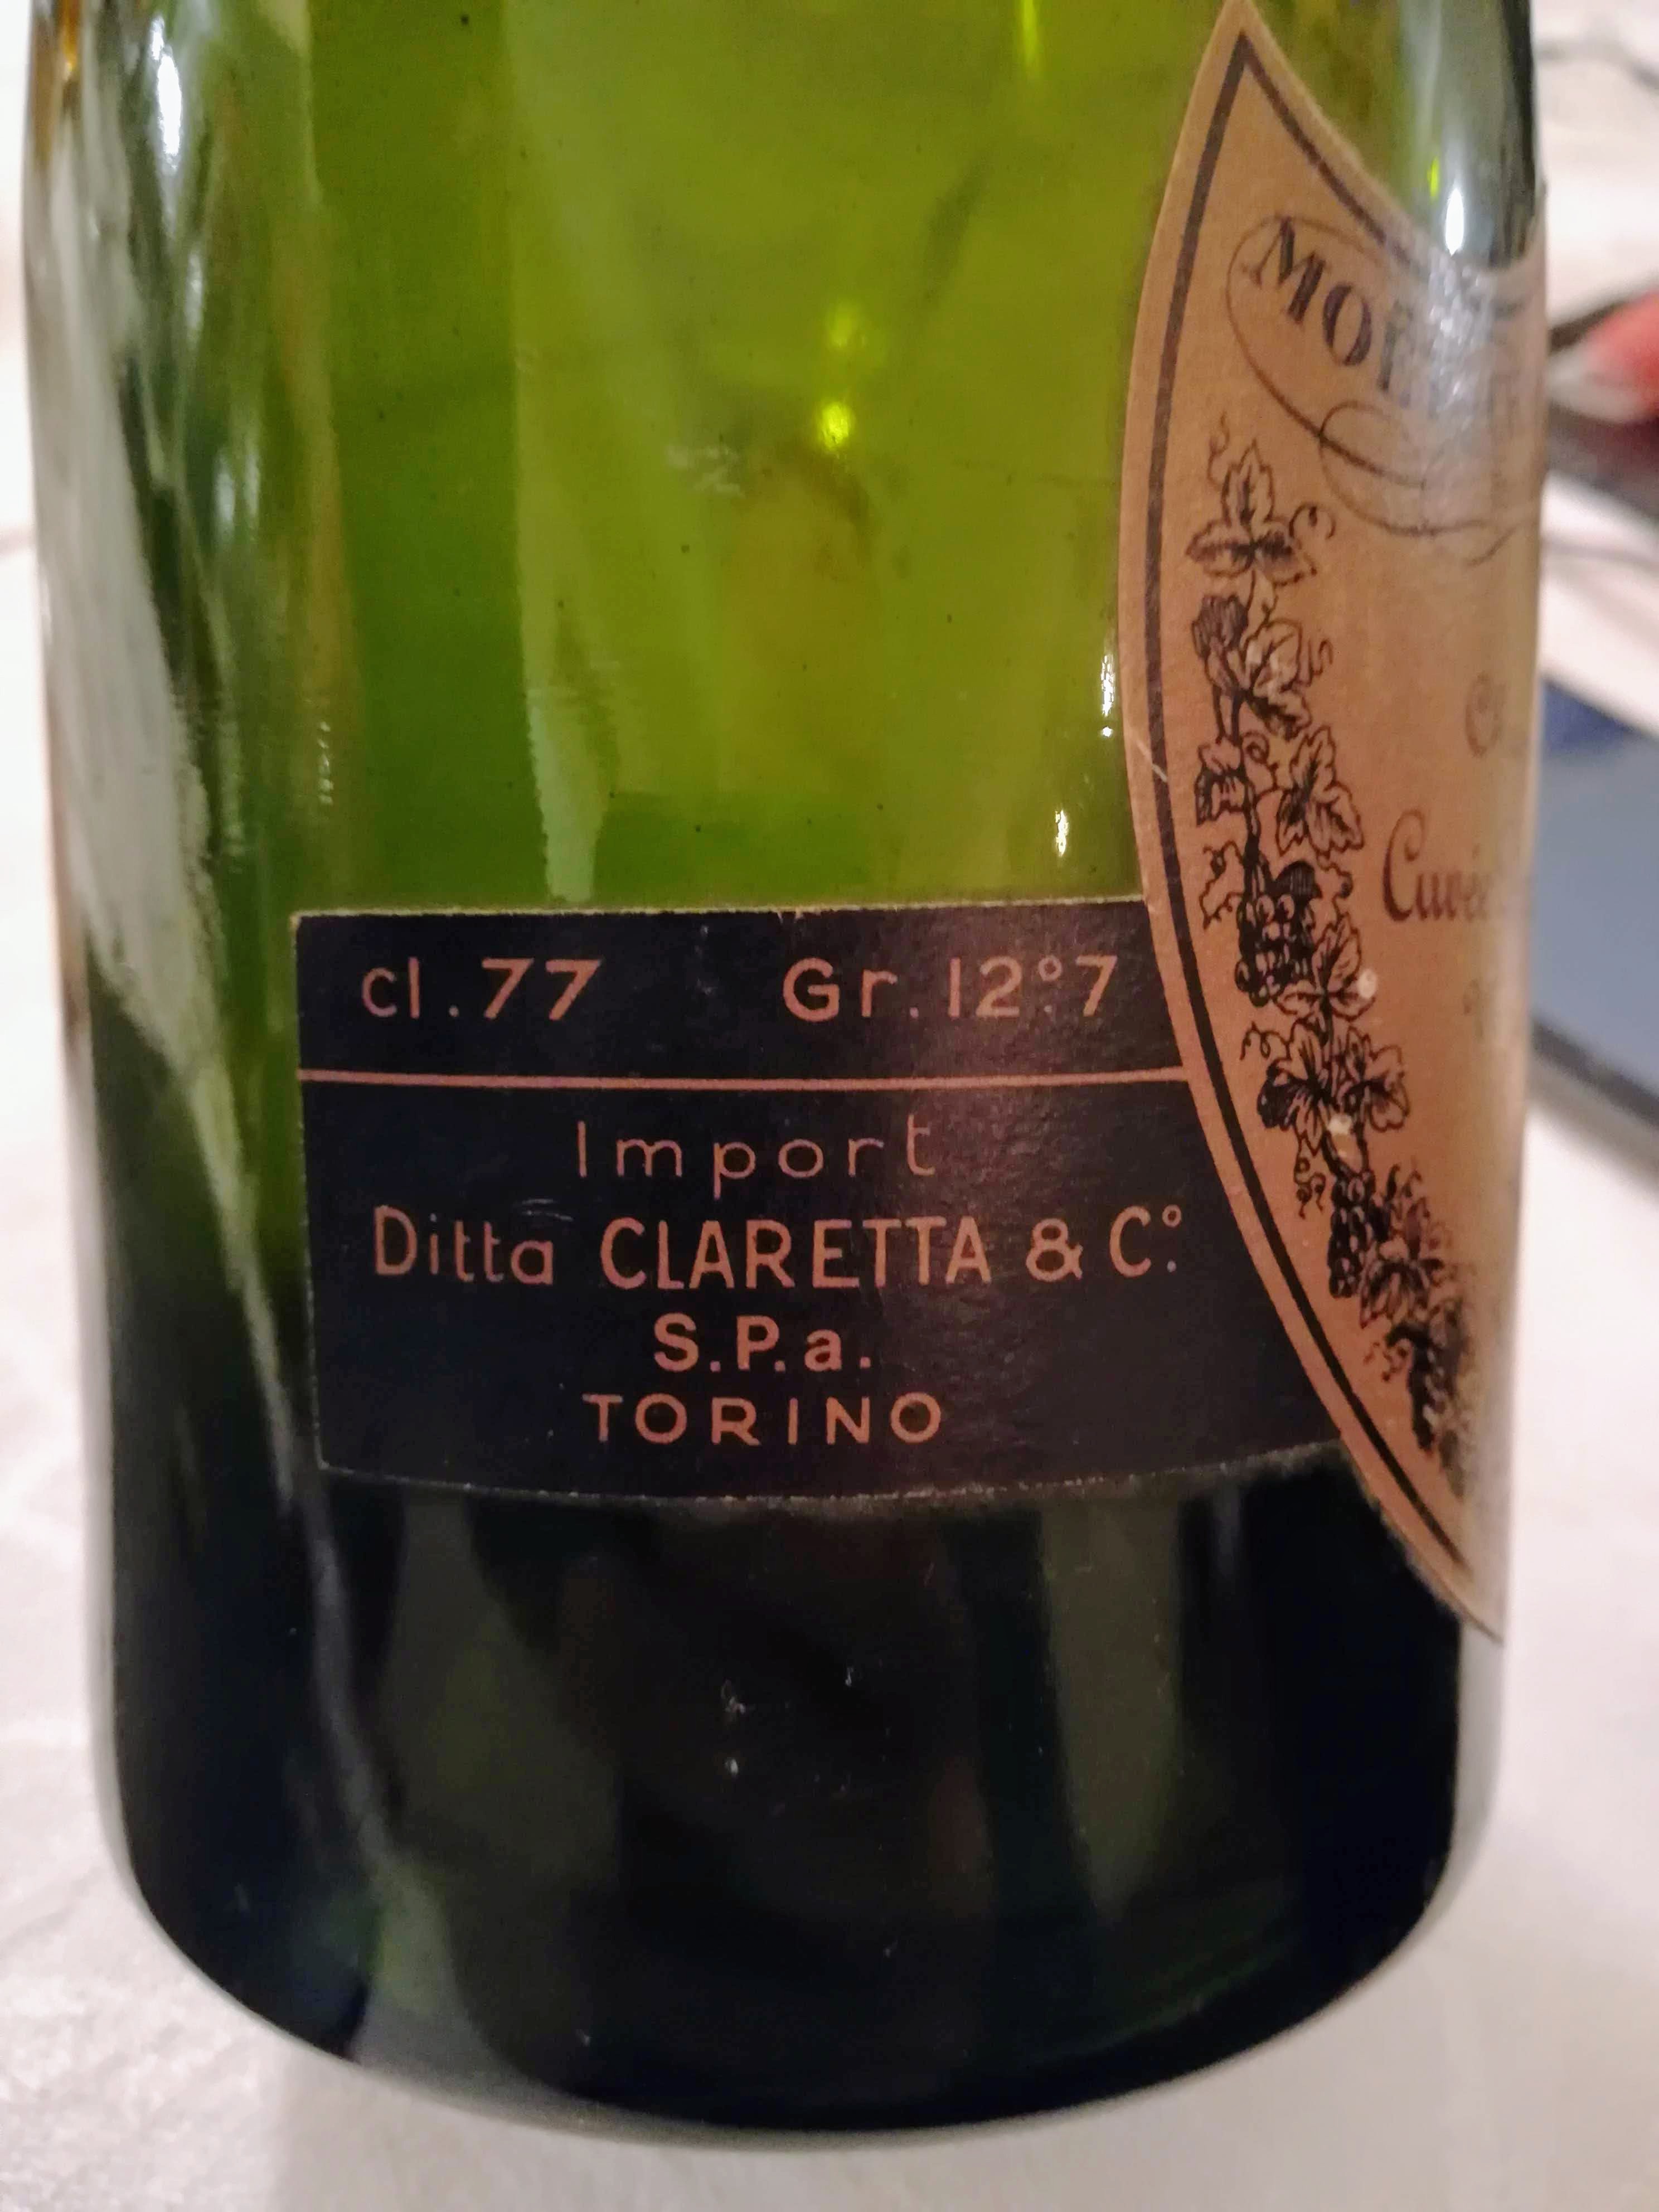 cl.77 Gr.12°7
Import
Ditta CLARETTA & C°.
S.P.a.
TORINO